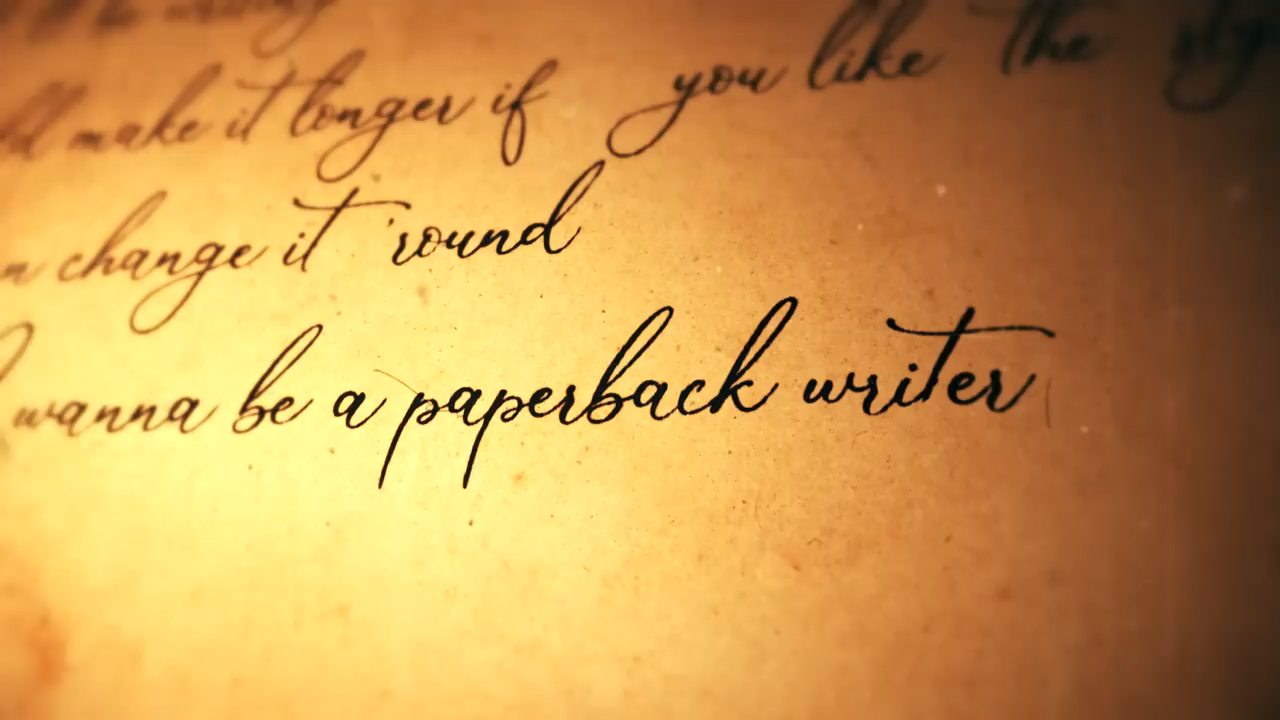 make it longer if you like the
change it 'round
wanna be a paperback writer